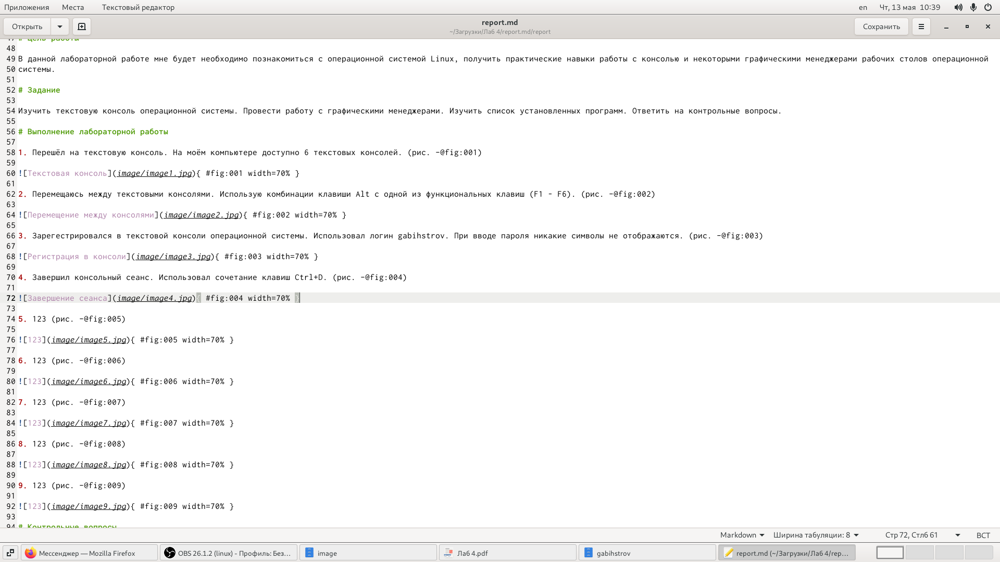 Приложения Места Текстовый редактор en Чт, 13 мая 10:39
Открыть report.md Сохранить
~/Загрузки/Лаб 4/report.md/report
47 # Цель работы
48
49 В данной лабораторной работе мне будет необходимо познакомиться с операционной системой Linux, получить практические навыки работы с консолью и некоторыми графическими менеджерами рабочих столов операционной
50 системы.
51
52 # Задание
53
54 Изучить текстовую консоль операционной системы. Провести работу с графическими менеджерами. Изучить список установленных программ. Ответить на контрольные вопросы.
55
56 # Выполнение лабораторной работы
57
58 1. Перешёл на текстовую консоль. На моём компьютере доступно 6 текстовых консолей. (рис. -@fig:001)
59
60 ![Текстовая консоль](image/image1.jpg){ #fig:001 width=70% }
61
62 2. Перемещаюсь между текстовыми консолями. Использую комбинации клавиши Alt с одной из функциональных клавиш (F1 - F6). (рис. -@fig:002)
63
64 ![Перемещение между консолями](image/image2.jpg){ #fig:002 width=70% }
65
66 3. Зарегестрировался в текстовой консоли операционной системы. Использовал логин gabihstrov. При вводе пароля никакие символы не отображаются. (рис. -@fig:003)
67
68 ![Регистрация в консоли](image/image3.jpg){ #fig:003 width=70% }
69
70 4. Завершил консольный сеанс. Использовал сочетание клавиш Ctrl+D. (рис. -@fig:004)
71
72 ![Завершение сеанса](image/image4.jpg){ #fig:004 width=70% }
73
74 5. 123 (рис. -@fig:005)
75
76 ![123](image/image5.jpg){ #fig:005 width=70% }
77
78 6. 123 (рис. -@fig:006)
79
80 ![123](image/image6.jpg){ #fig:006 width=70% }
81
82 7. 123 (рис. -@fig:007)
83
84 ![123](image/image7.jpg){ #fig:007 width=70% }
85
86 8. 123 (рис. -@fig:008)
87
88 ![123](image/image8.jpg){ #fig:008 width=70% }
89
90 9. 123 (рис. -@fig:009)
91
92 ![123](image/image9.jpg){ #fig:009 width=70% }
93
94 # Контрольные вопросы
Markdown Ширина табуляции: 8 Стр 72, Стлб 61 ВСТ
Мессенджер — Mozilla Firefox OBS 26.1.2 (linux) - Профиль: Без… image Лаб 4.pdf gabihstrov report.md (~/Загрузки/Лаб 4/rep…